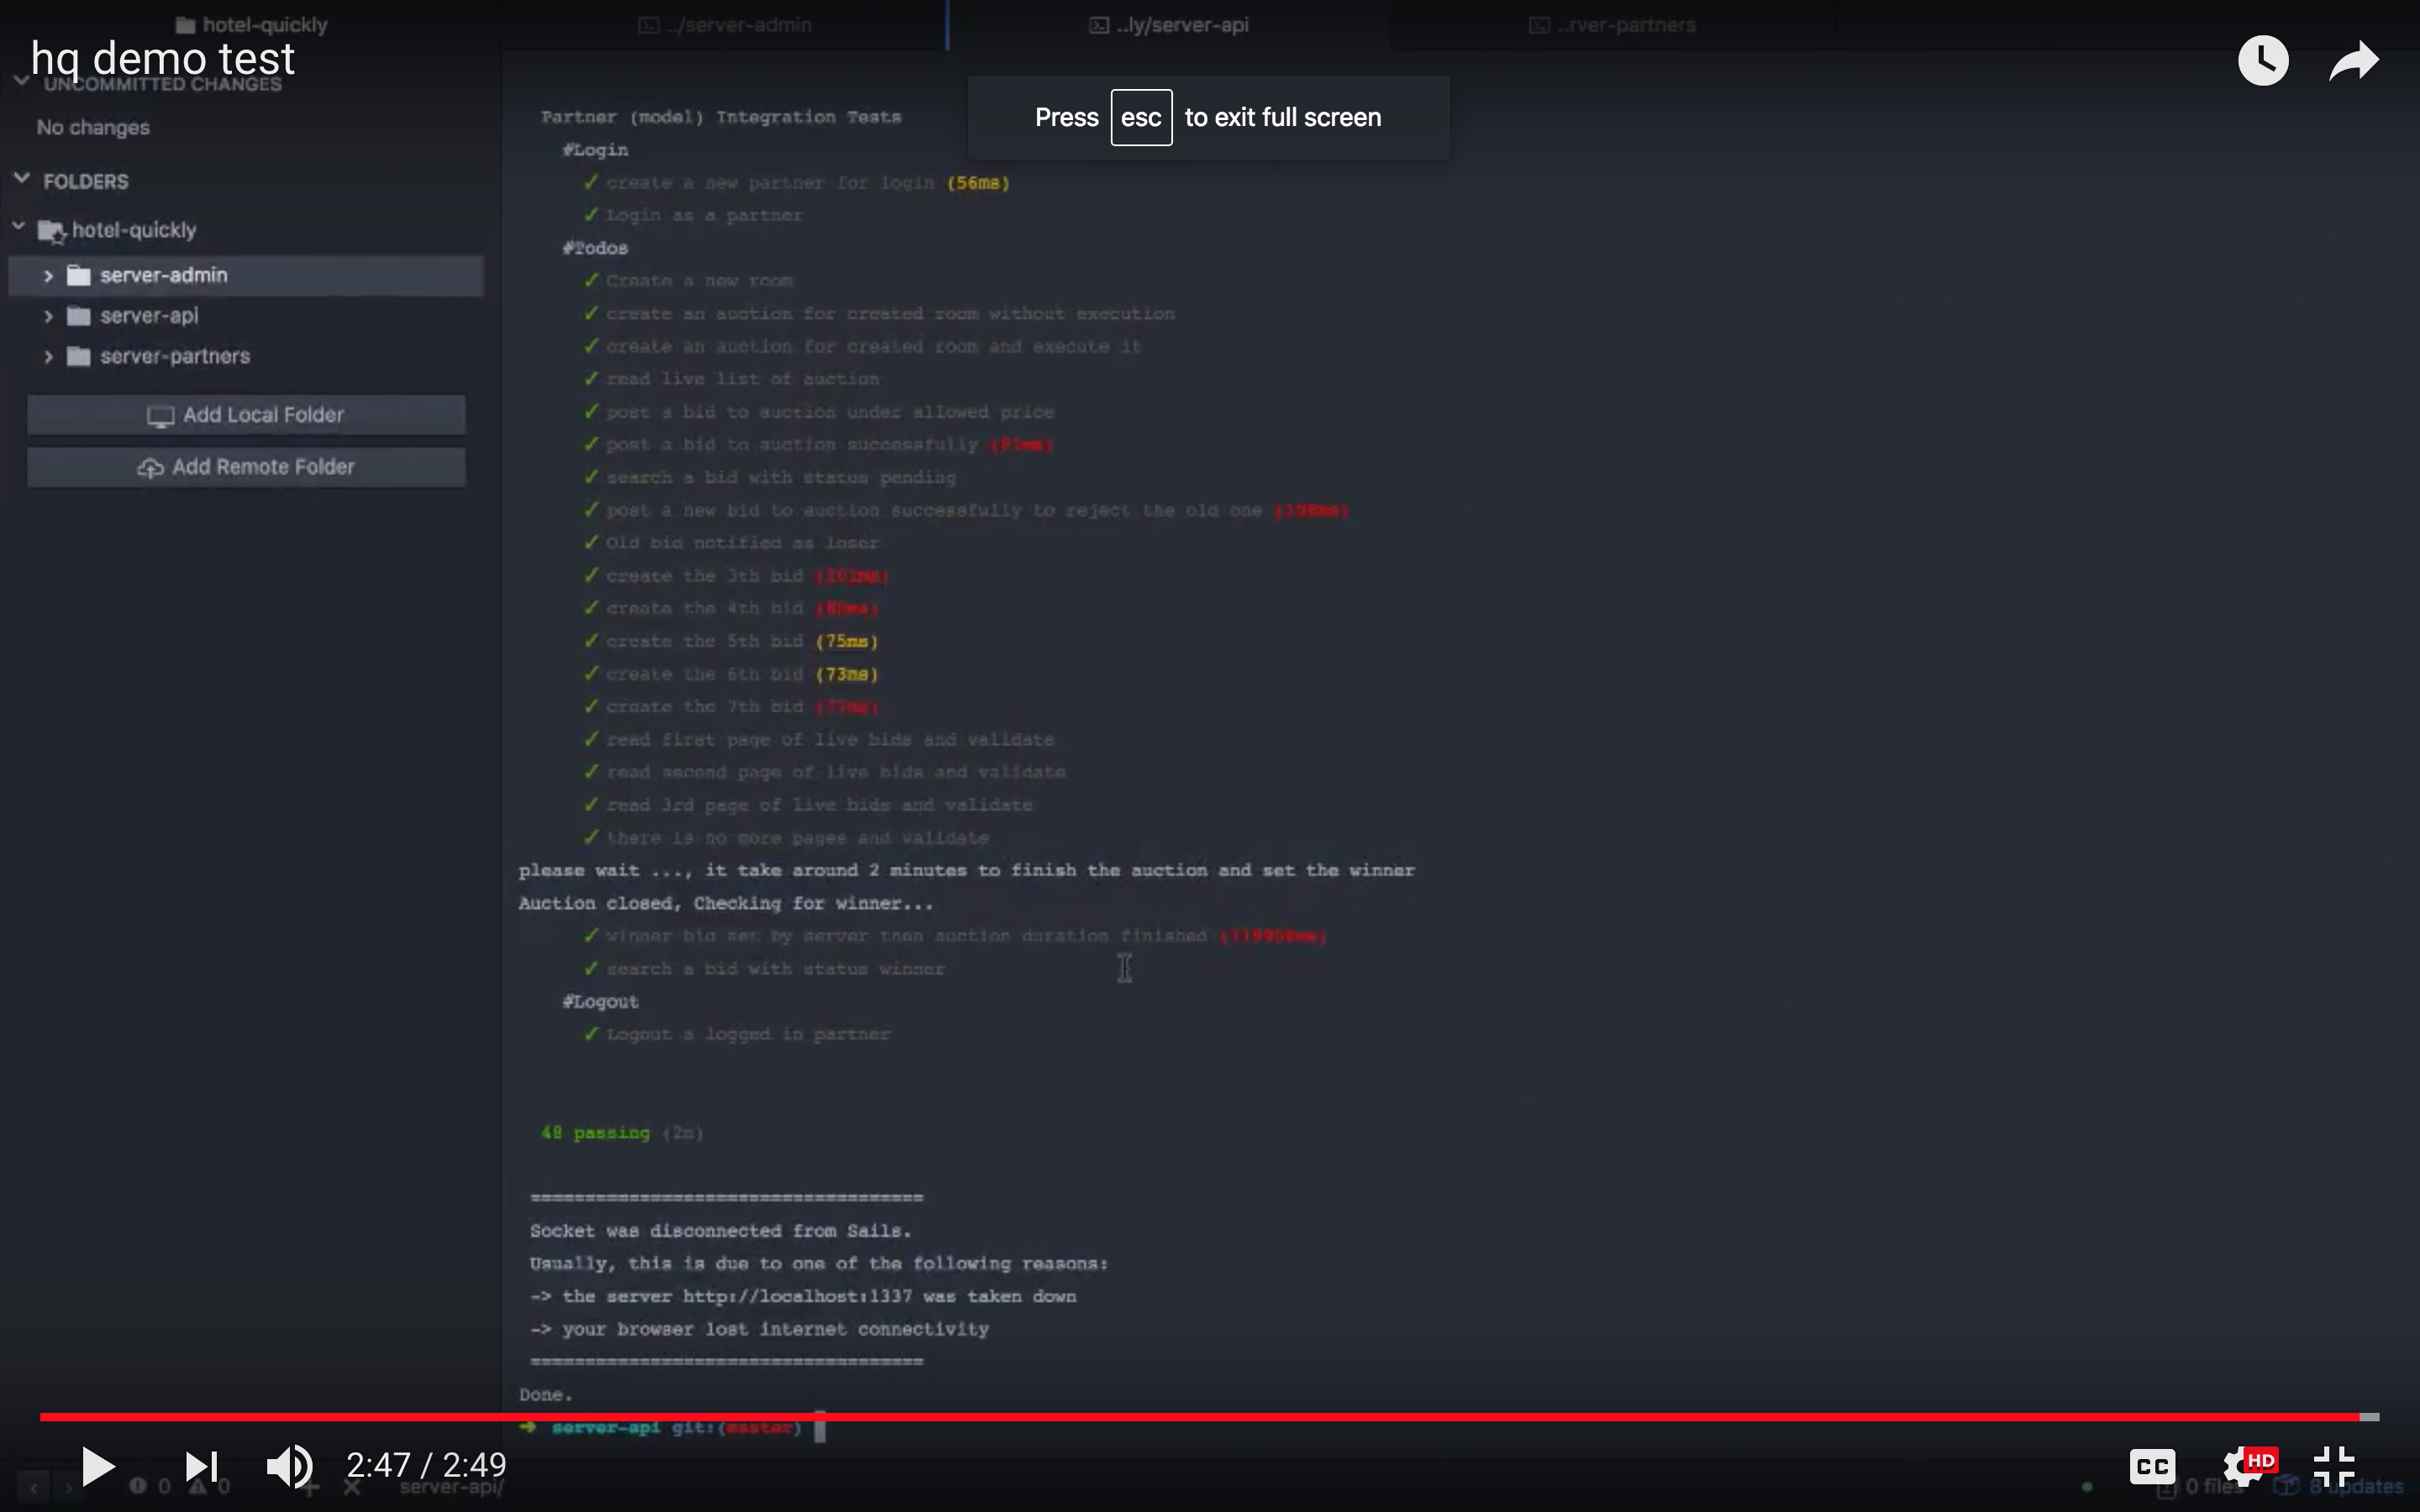 hotel-quickly
../server-admin
..ly/server-api
..rver-partners
hq demo test
UNCOMMITTED CHANGES
No changes
FOLDERS
hotel-quickly
server-admin
server-api
server-partners
Add Local Folder
Add Remote Folder
Press esc to exit full screen
Partner (model) Integration Tests
#Login
✓ create a new partner for login (56ms)
✓ Login as a partner
#Todos
✓ Create a new room
✓ create an auction for created room without execution
✓ create an auction for created room and execute it
✓ read live list of auction
✓ post a bid to auction under allowed price
✓ post a bid to auction successfully (81ms)
✓ search a bid with status pending
✓ post a new bid to auction successfully to reject the old one (108ms)
✓ Old bid notified as loser
✓ create the 3th bid (101ms)
✓ create the 4th bid (80ms)
✓ create the 5th bid (75ms)
✓ create the 6th bid (73ms)
✓ create the 7th bid (77ms)
✓ read first page of live bids and validate
✓ read second page of live bids and validate
✓ read 3rd page of live bids and validate
✓ there is no more pages and validate
please wait ..., it take around 2 minutes to finish the auction and set the winner
Auction closed, Checking for winner...
✓ winner bid set by server then auction duration finished (119908ms)
✓ search a bid with status winner
#Logout
✓ Logout a logged in partner
48 passing (2m)
====================================
Socket was disconnected from Sails.
Usually, this is due to one of the following reasons:
-> the server http://localhost:1337 was taken down
-> your browser lost internet connectivity
====================================
Done.
➜ server-api git:(master)
2:47 / 2:49
CC
HD
0 0
server-api/
0 files
8 updates